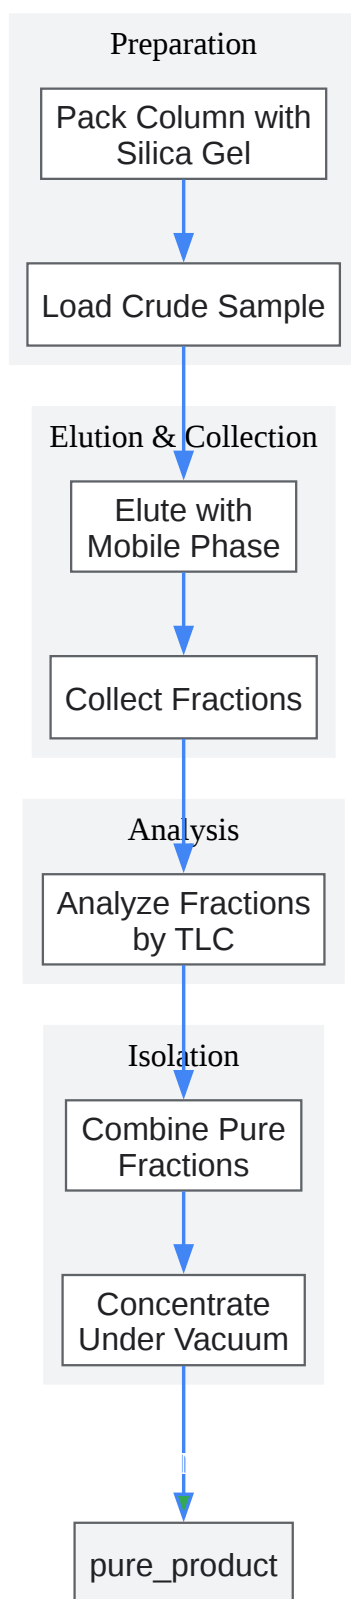 Preparation
Pack Column with
Silica Gel
Load Crude Sample
Elution & Collection
Elute with
Mobile Phase
Collect Fractions
Analysis
Analyze Fractions
by TLC
Isolation
Combine Pure
Fractions
Concentrate
Under Vacuum
pure_product